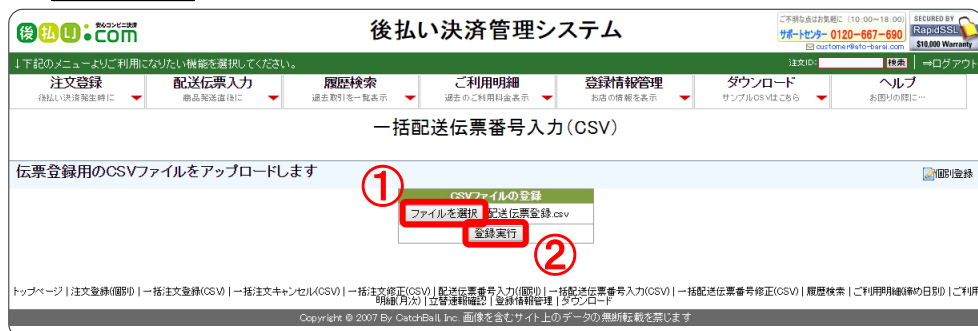 後払い.com
後払い決済管理システム
ご不明な点はお気軽に (10:00~18:00)
サポートセンター 0120-667-690
customer@ato-barai.com
SECURED BY
RapidSSL
$10,000 Warranty
↓下記のメニューよりご利用になりたい機能を選択してください。
注文ID: 検索 ⇒ログアウト
注文登録 配送伝票入力 履歴検索 ご利用明細 登録情報管理 ダウンロード ヘルプ
後払い決済発生時に 商品発送直後に 過去取引を一覧表示 過去のご利用料金表示 お店の情報を表示 サンプルCSVはこちら お困りの際に…
一括配送伝票番号入力(CSV)
伝票登録用のCSVファイルをアップロードします
個別登録
①
CSVファイルの登録
ファイルを選択 配送伝票登録.csv
登録実行
②
トップページ | 注文登録(個別) | 一括注文登録(CSV) | 一括注文キャンセル(CSV) | 一括注文修正(CSV) | 配送伝票番号入力(個別) | 一括配送伝票番号入力(CSV) | 一括配送伝票番号修正(CSV) | 履歴検索 | ご利用明細(締め日別) | ご利用
明細(月次) | 立替速報確認 | 登録情報管理 | ダウンロード
Copyright © 2007 By CatchBall, Inc. 画像を含むサイト上のデータの無断転載を禁じます